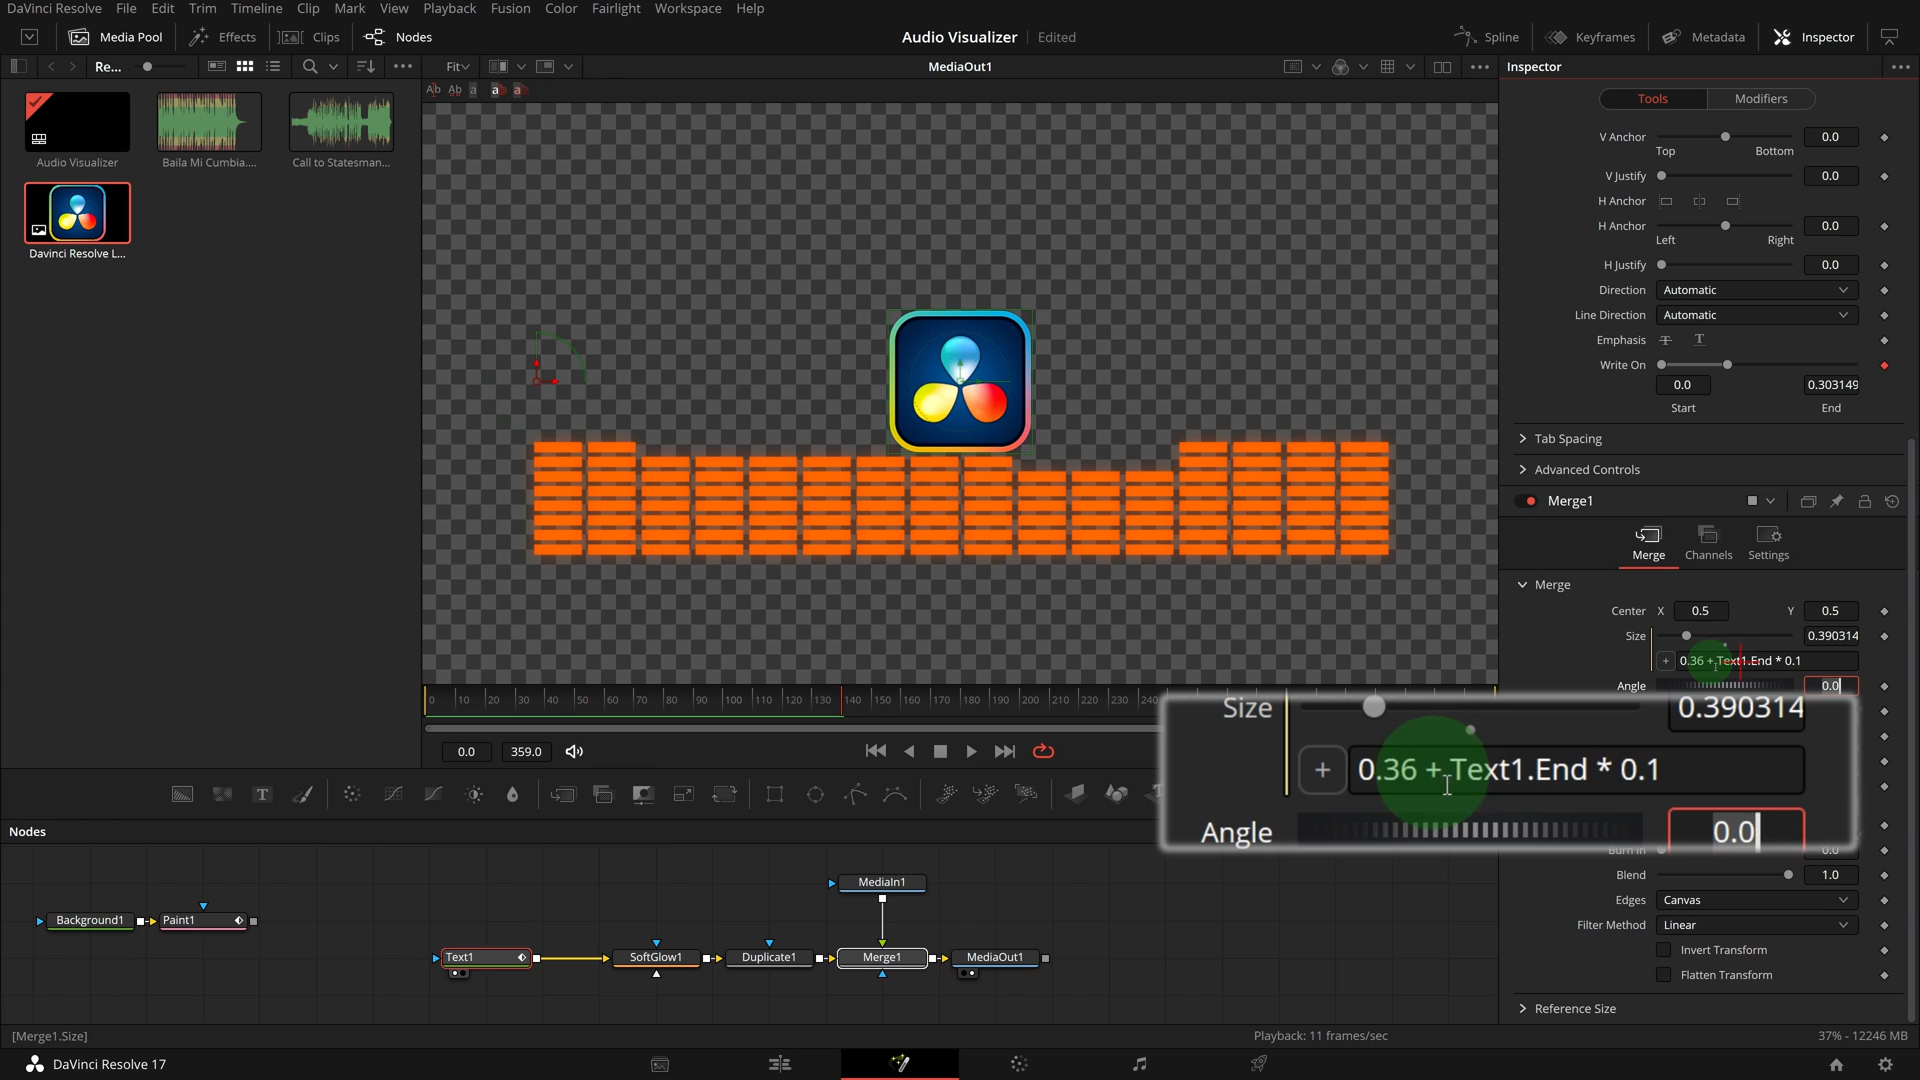 DaVinci Resolve File Edit Trim Timeline Clip Mark View Playback Fusion Color Fairlight Workspace Help
Media Pool Effects Clips Nodes Audio Visualizer Edited Spline Keyframes Metadata Inspector
Re... Fit MediaOut1 Inspector
Tools Modifiers
V Anchor 0.0
Top Bottom
V Justify 0.0
H Anchor
H Anchor 0.0
Left Right
H Justify 0.0
Direction Automatic
Line Direction Automatic
Emphasis
Write On
0.0 0.303149
Start End
Tab Spacing
Advanced Controls
Merge1
Merge Channels Settings
Merge
Center X 0.5 Y 0.5
Size 0.390314
0.36 + Text1.End * 0.1
Angle 0.0
Audio Visualizer Baila Mi Cumbia.... Call to Statesman...
Davinci Resolve L...
0 10 20 30 40 50 60 70 80 90 100 110 120 130 150 160 170 180 190 200 210 220 230 240
0.0 359.0
Size 0.390314
0.36 + Text1.End * 0.1
Angle 0.0
Burn In 0.0
Blend 1.0
Edges Canvas
Filter Method Linear
Invert Transform
Flatten Transform
Reference Size
Nodes
MediaIn1
Background1 Paint1
Text1 SoftGlow1 Duplicate1 Merge1 MediaOut1
[Merge1.Size] Playback: 11 frames/sec 37% - 12246 MB
DaVinci Resolve 17